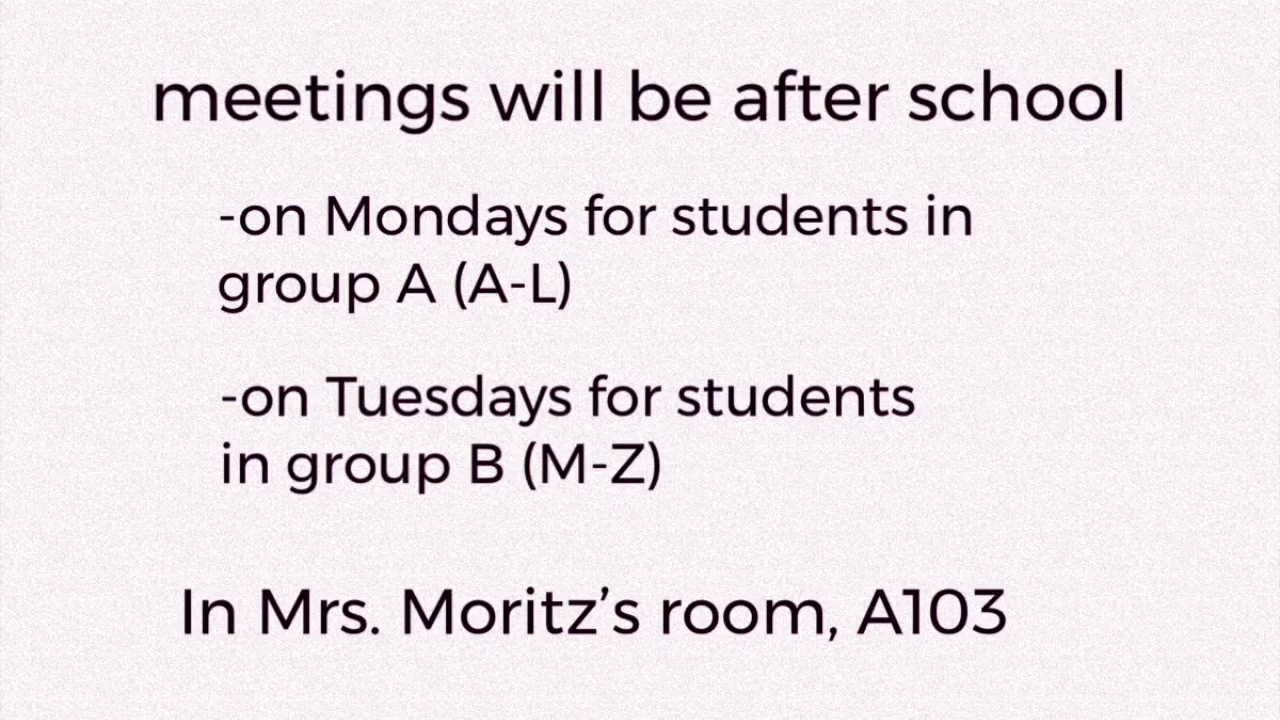 meetings will be after school
-on Mondays for students in
group A (A-L)
-on Tuesdays for students
in group B (M-Z)
In Mrs. Moritz’s room, A103